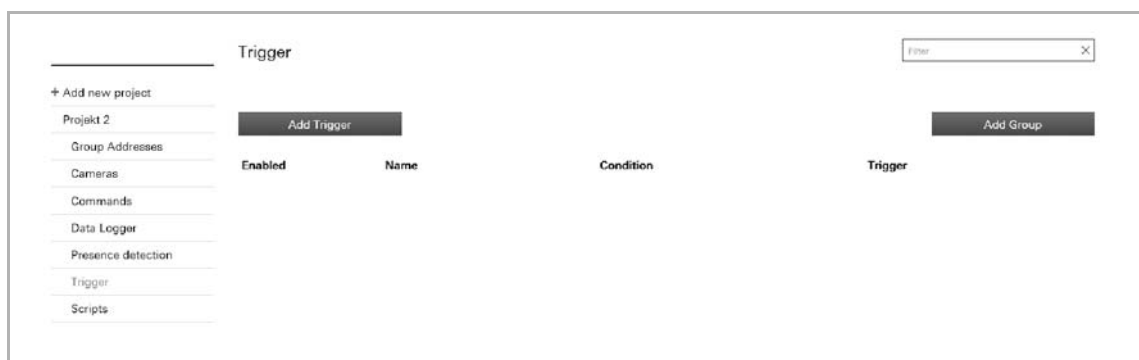 Trigger
Filter
+ Add new project
Projekt 2
Group Addresses
Cameras
Commands
Data Logger
Presence detection
Trigger
Scripts
Add Trigger
Add Group
Enabled Name Condition Trigger